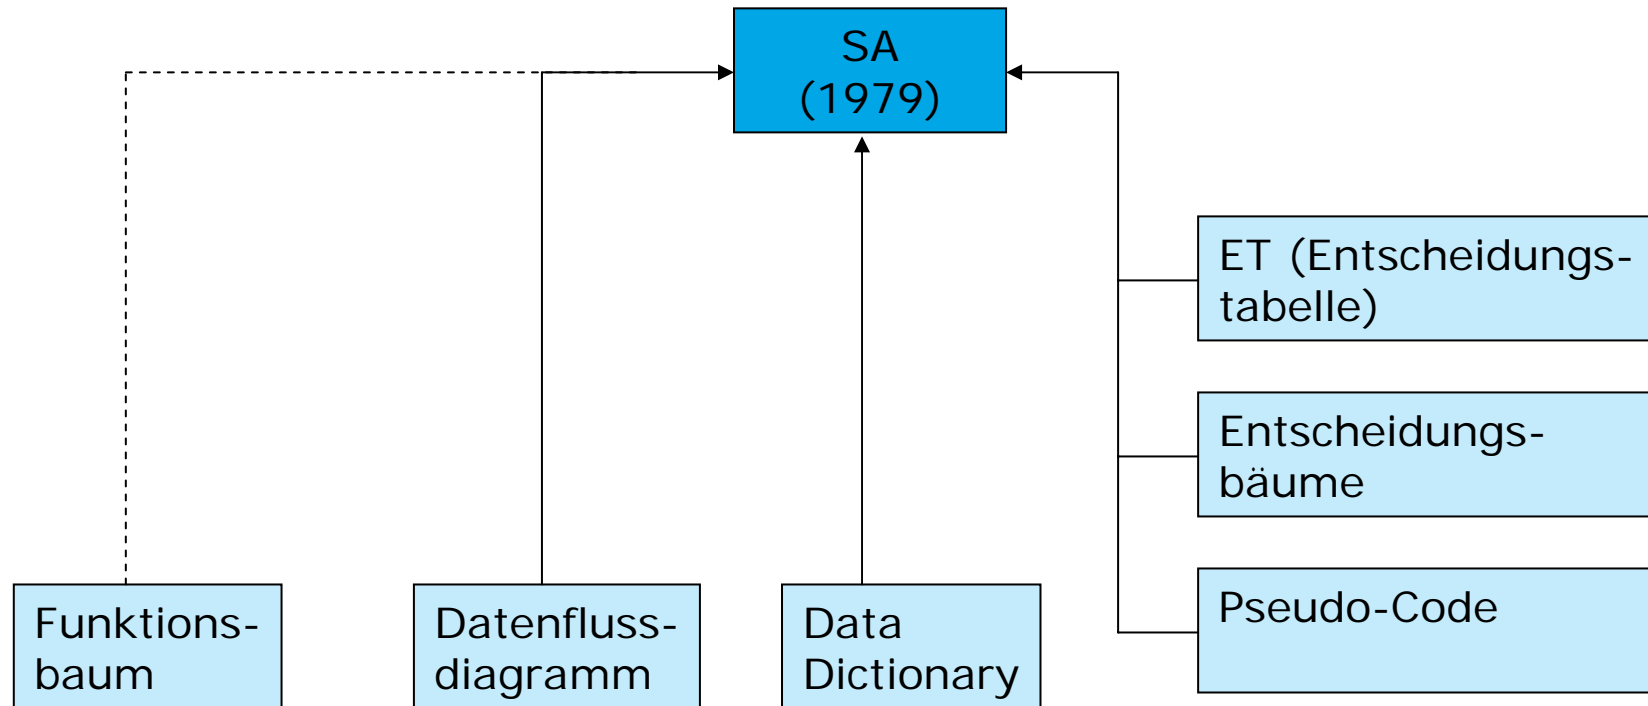 SA
(1979)
ET (Entscheidungs-
tabelle)
Entscheidungs-
bäume
Pseudo-Code
Funktions-
baum
Datenfluss-
diagramm
Data
Dictionary